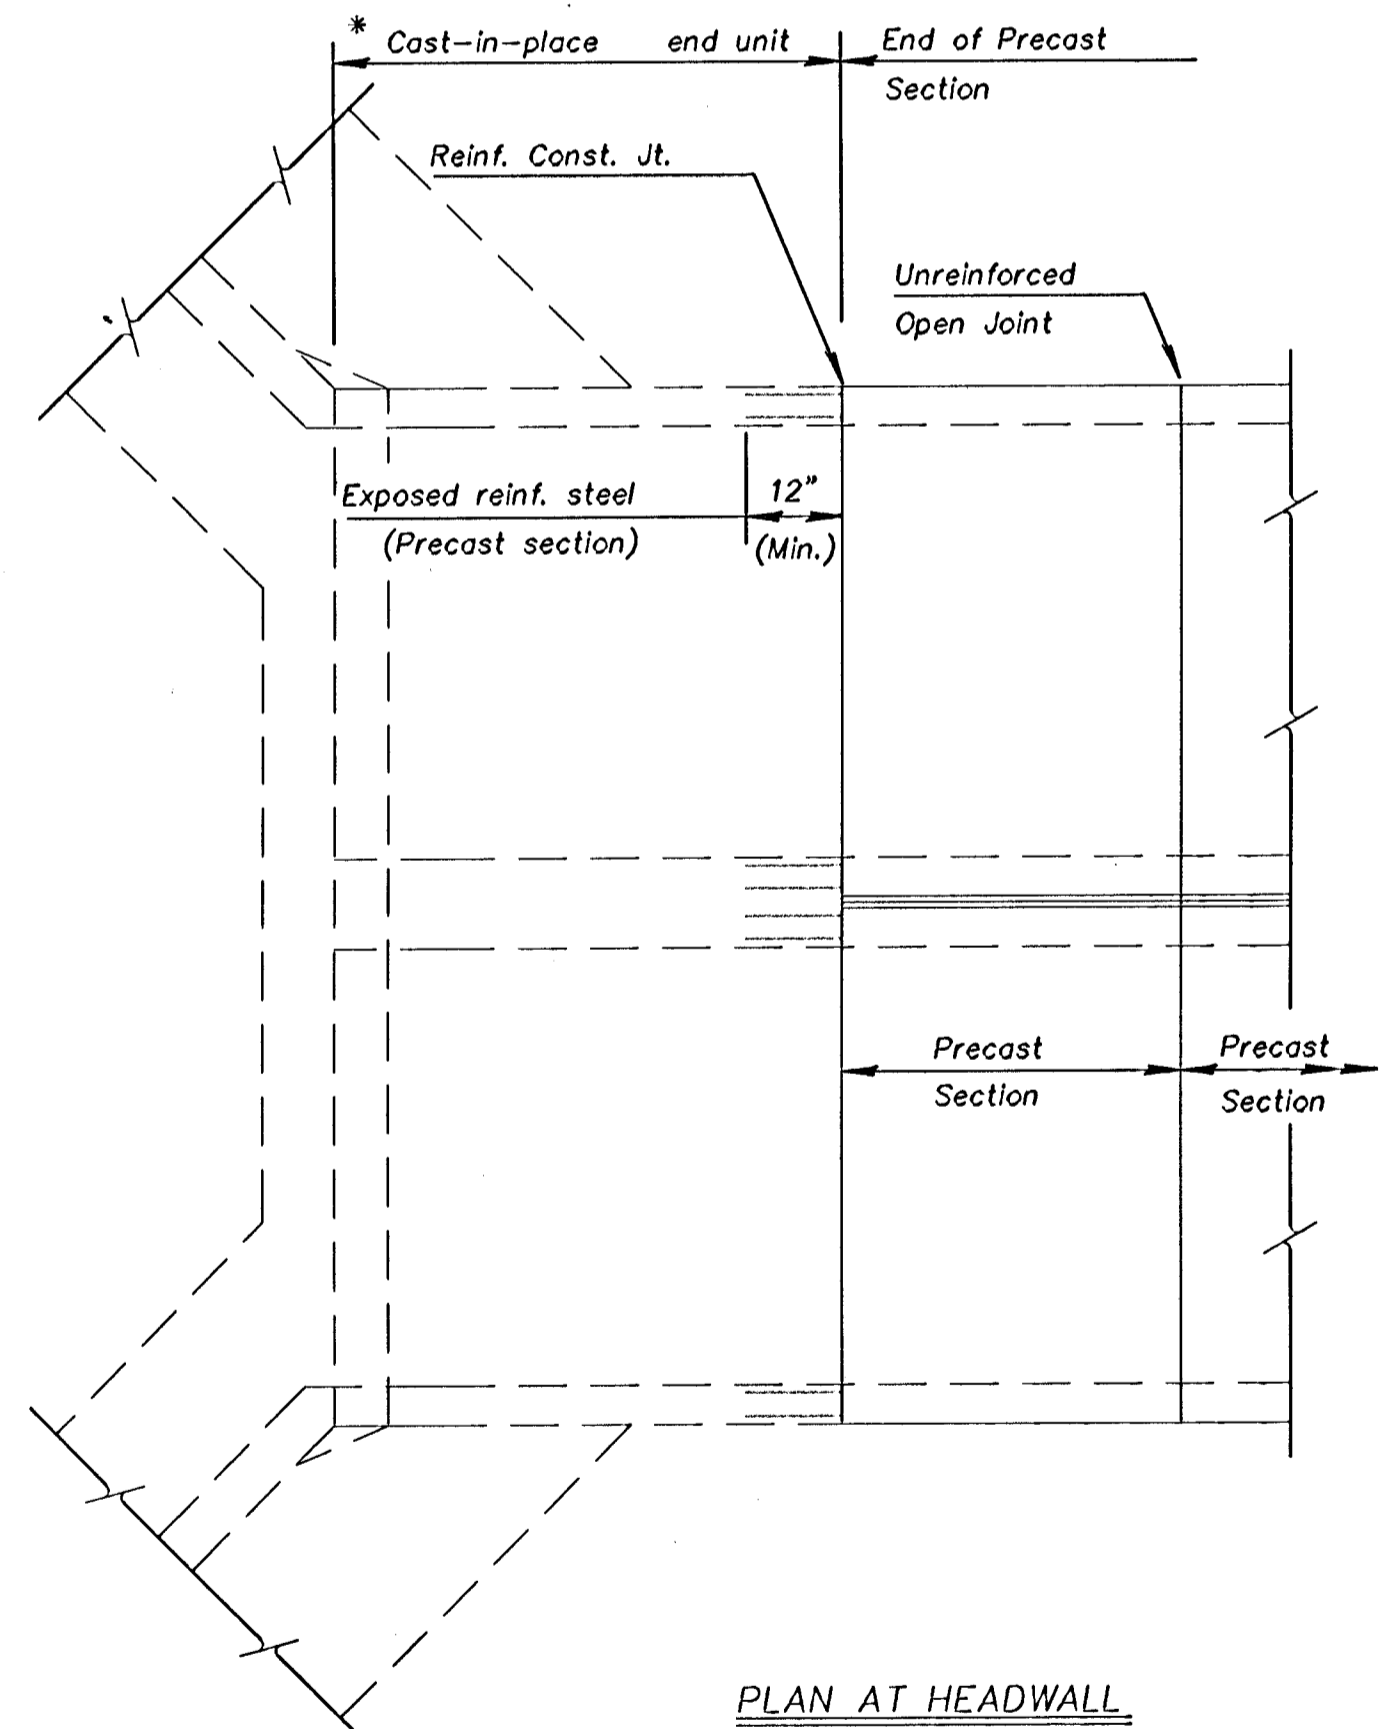 * Cast-in-place end unit
End of Precast
Section
Reinf. Const. Jt.
Unreinforced
Open Joint
Exposed reinf. steel
(Precast section)
12"
(Min.)
Precast
Section
Precast
Section
PLAN AT HEADWALL